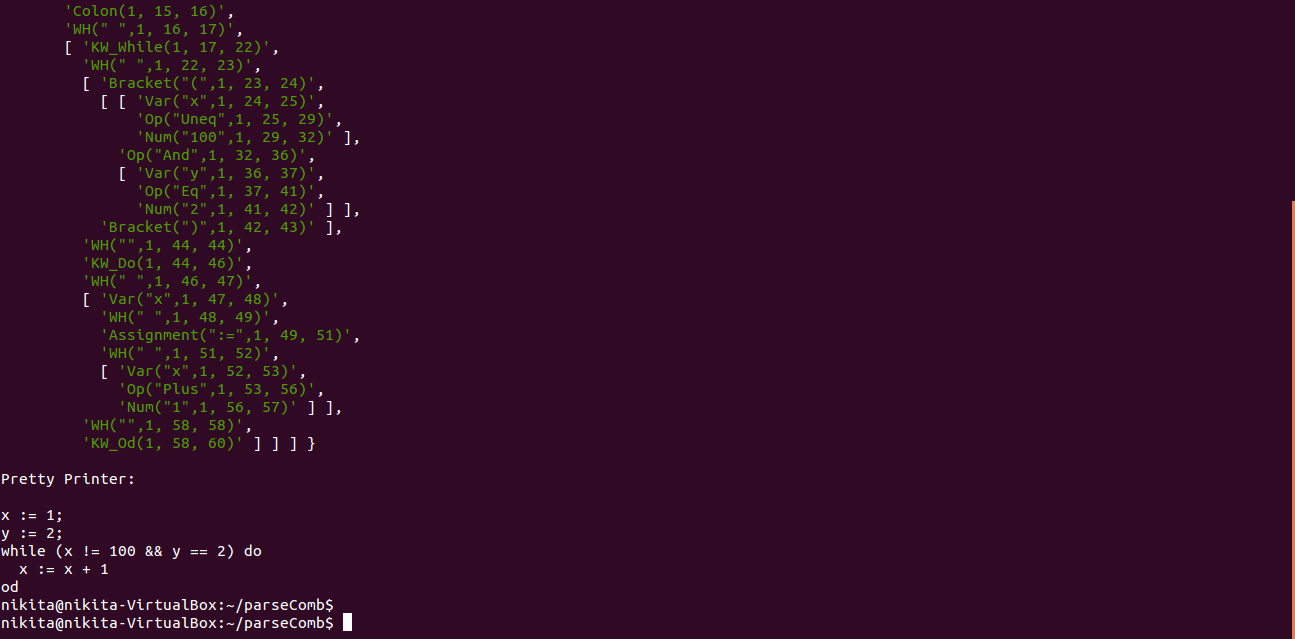 'Colon(1, 15, 16)',
'WH(" ",1, 16, 17)',
[ 'KW_While(1, 17, 22)',
'WH(" ",1, 22, 23)',
[ 'Bracket("(",1, 23, 24)',
[ [ 'Var("x",1, 24, 25)',
'Op("Uneq",1, 25, 29)',
'Num("100",1, 29, 32)' ],
'Op("And",1, 32, 36)',
[ 'Var("y",1, 36, 37)',
'Op("Eq",1, 37, 41)',
'Num("2",1, 41, 42)' ] ],
'Bracket(")",1, 42, 43)' ],
'WH("",1, 44, 44)',
'KW_Do(1, 44, 46)',
'WH(" ",1, 46, 47)',
[ 'Var("x",1, 47, 48)',
'WH(" ",1, 48, 49)',
'Assignment(":=",1, 49, 51)',
'WH(" ",1, 51, 52)',
[ 'Var("x",1, 52, 53)',
'Op("Plus",1, 53, 56)',
'Num("1",1, 56, 57)' ] ],
'WH("",1, 58, 58)',
'KW_Od(1, 58, 60)' ] ] ] }
Pretty Printer:
x := 1;
y := 2;
while (x != 100 && y == 2) do
x := x + 1
od
nikita@nikita-VirtualBox:~/parseComb$
nikita@nikita-VirtualBox:~/parseComb$